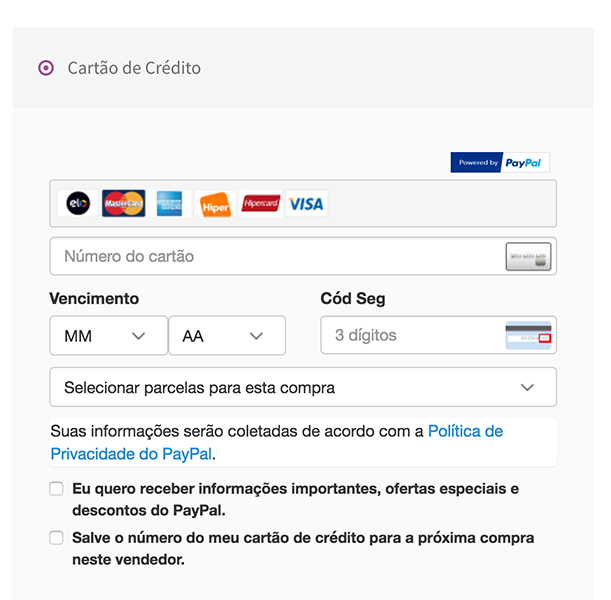 Cartão de Crédito
Powered by PayPal
elo MasterCard Hiper Hipercard VISA
Número do cartão
Vencimento Cód Seg
MM AA 3 dígitos
Selecionar parcelas para esta compra
Suas informações serão coletadas de acordo com a Política de
Privacidade do PayPal.
Eu quero receber informações importantes, ofertas especiais e
descontos do PayPal.
Salve o número do meu cartão de crédito para a próxima compra
neste vendedor.